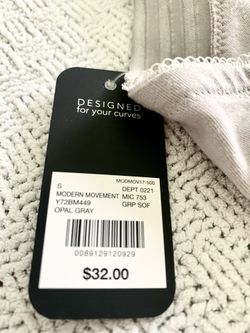 DESIGNED
for your curves
MODMOV17-500
S DEPT 0221
MODERN MOVEMENT MIC 753
Y72BM449 GRP SOF
OPAL GRAY
0089129120929
$32.00